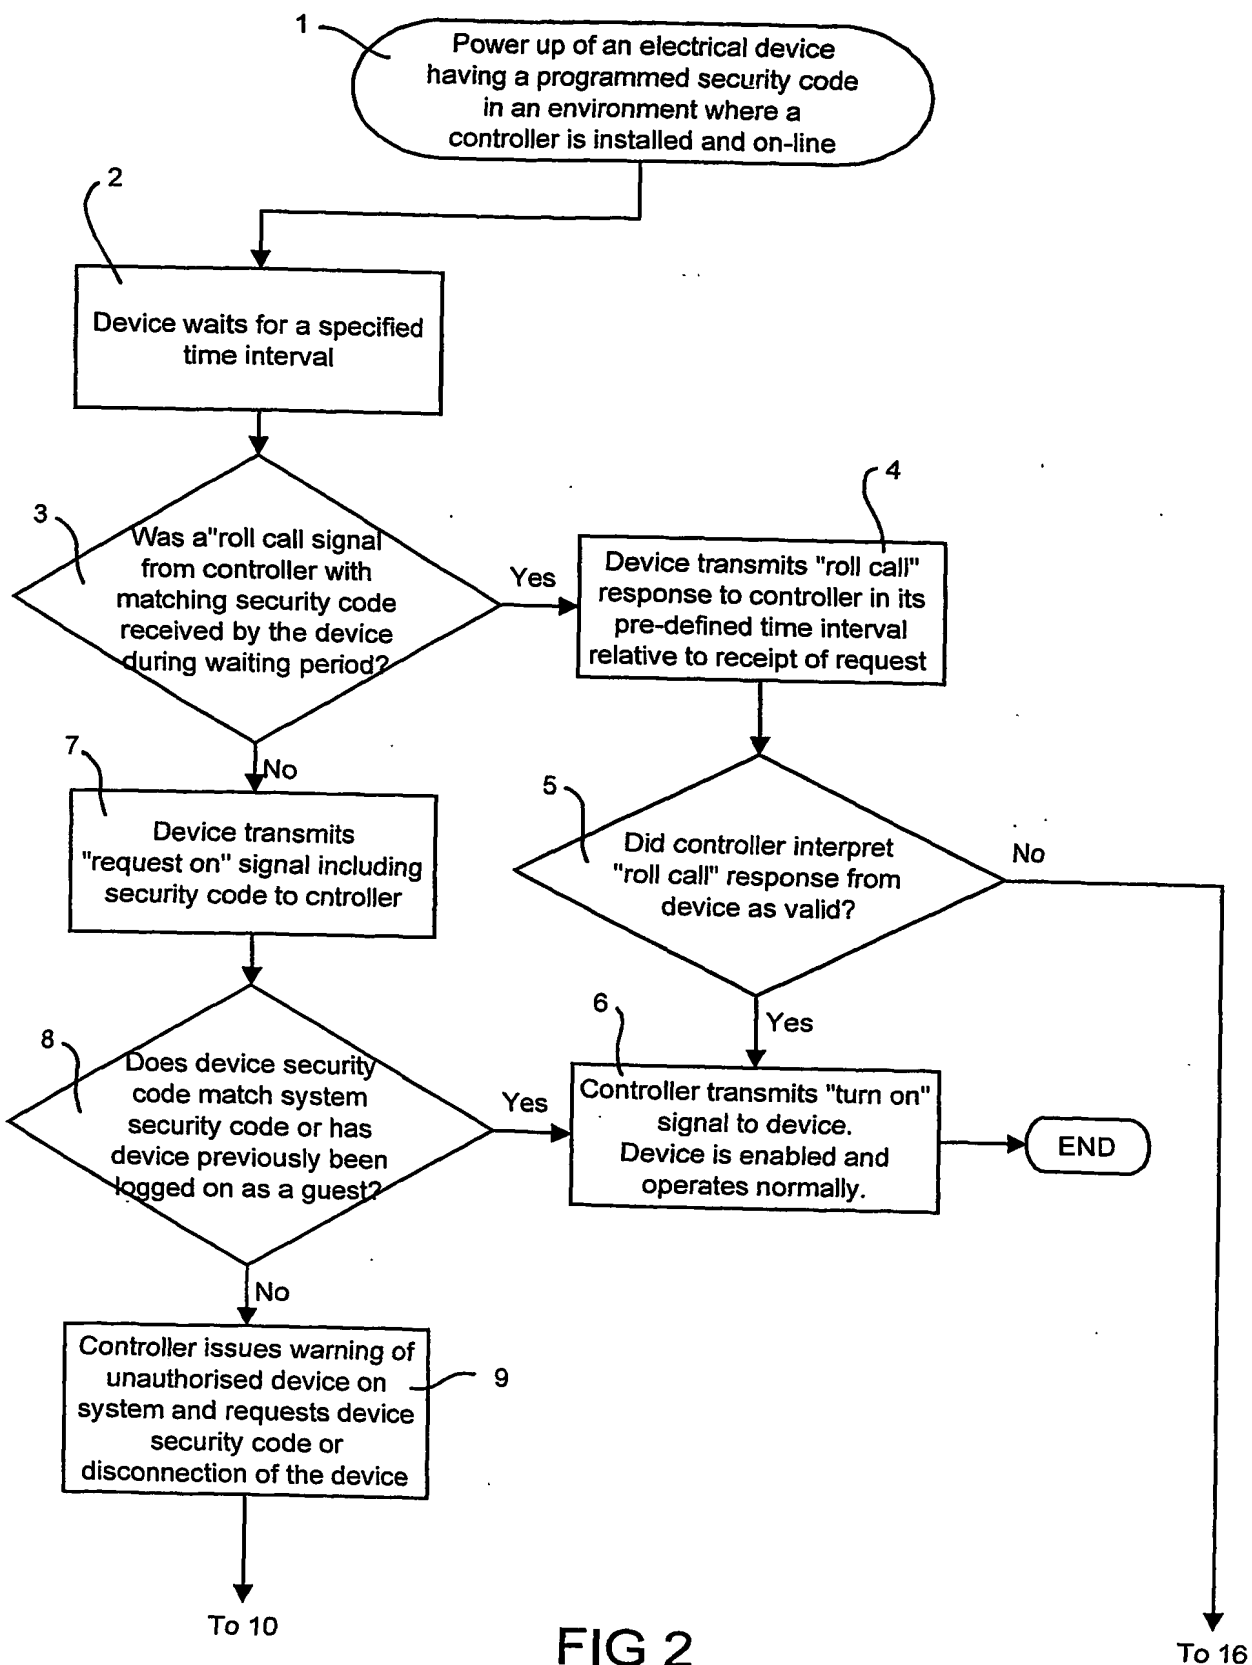 1
Power up of an electrical device
having a programmed security code
in an environment where a
controller is installed and on-line
2
Device waits for a specified
time interval
3
Was a"roll call signal
from controller with
matching security code
received by the device
during waiting period?
Yes
4
Device transmits "roll call"
response to controller in its
pre-defined time interval
relative to receipt of request
No
7
Device transmits
"request on" signal including
security code to cntroller
5
Did controller interpret
"roll call" response from
device as valid?
No
Yes
8
Does device security
code match system
security code or has
device previously been
logged on as a guest?
Yes
6
Controller transmits "turn on"
signal to device.
Device is enabled and
operates normally.
END
No
Controller issues warning of
unauthorised device on
system and requests device
security code or
disconnection of the device
9
To 10
FIG 2
To 16